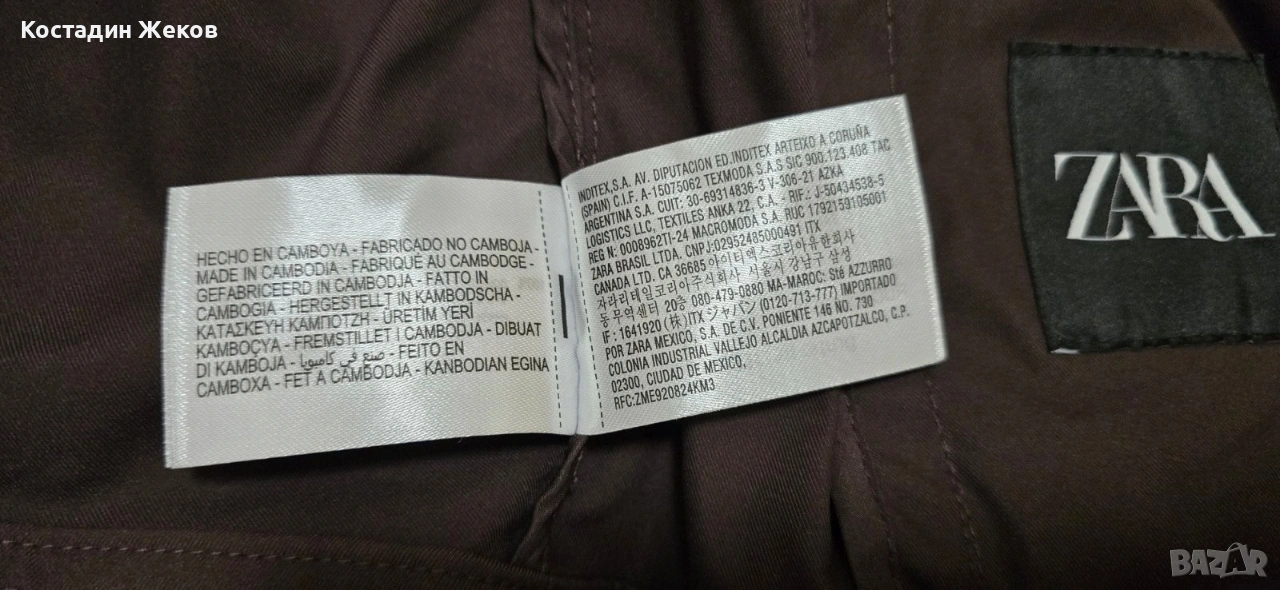 Костадин Жеков
ZARA
HECHO EN CAMBOYA - FABRICADO NO CAMBOJA -
MADE IN CAMBODIA - FABRIQUÉ AU CAMBODGE -
GEFABRICEERD IN CAMBODJA - FATTO IN
CAMBOGIA - HERGESTELLT IN KAMBODSCHA -
ΚΑΤΑΣΚΕΥΗ ΚΑΜΠΟΤΖΗ - ÜRETİM YERİ
KAMBOÇYA - FREMSTILLET I CAMBODJA - DIBUAT
DI KAMBOJA - صنع في كامبوديا - FEITO EN
CAMBOXA - FET A CAMBODJA - KANBODIAN EGINA
INDITEX,S.A. AV. DIPUTACION ED.INDITEX ARTEIXO A CORUÑA
(SPAIN) C.I.F. A-15075062 TEXMODA S.A.S SIC 900.123.408 TAC
ARGENTINA S.A. CUIT: 30-69314836-3 V-306-21 AZKA
LOGISTICS LLC, TEXTILES ANKA 22, C.A. - RIF.: J-50434538-5
REG N: 0008962TI-24 MACROMODA S.A. RUC 1792159105001
ZARA BRASIL LTDA. CNPJ:02952485000491 ITX
CANADA LTD. CA 36685 아이티엑스코리아유한회사
자라리테일코리아주식회사 서울시 강남구 삼성
동 무역센터 20층 080-479-0880 MA-MAROC: Sté AZZURRO
IF : 1641920 (株)ITX ジャパン (0120-713-777) IMPORTADO
POR ZARA MEXICO, S.A. DE C.V. PONIENTE 146 NO. 730
COLONIA INDUSTRIAL VALLEJO ALCALDIA AZCAPOTZALCO, C.P.
02300, CIUDAD DE MEXICO,
RFC:ZME920824KM3
BAZAR